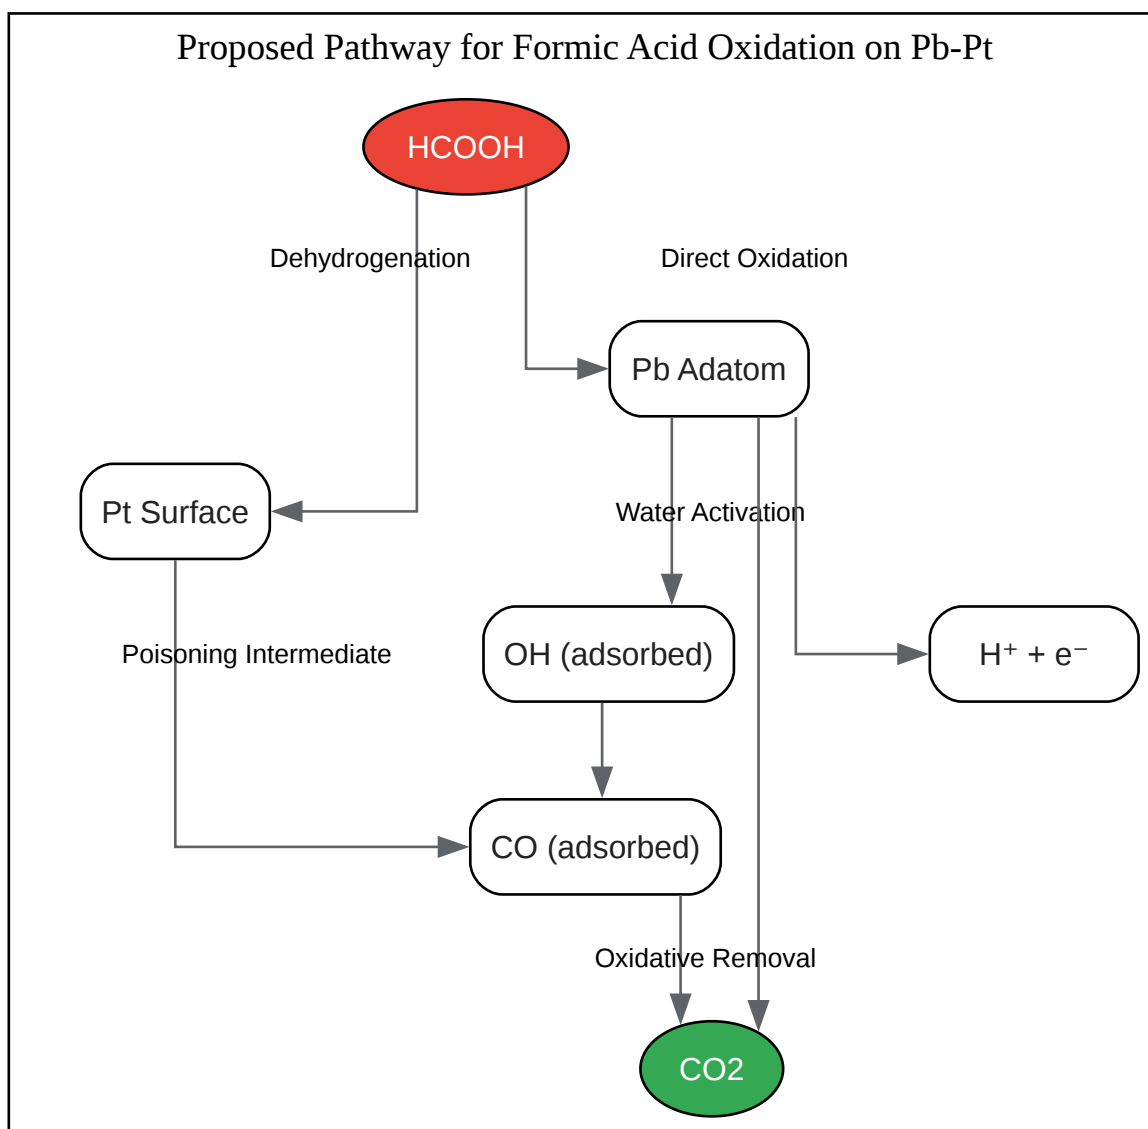 Proposed Pathway for Formic Acid Oxidation on Pb-Pt
HCOOH
Dehydrogenation
Direct Oxidation
Pb Adatom
Pt Surface
Water Activation
Poisoning Intermediate
OH (adsorbed)
H⁺ + e⁻
CO (adsorbed)
Oxidative Removal
CO2